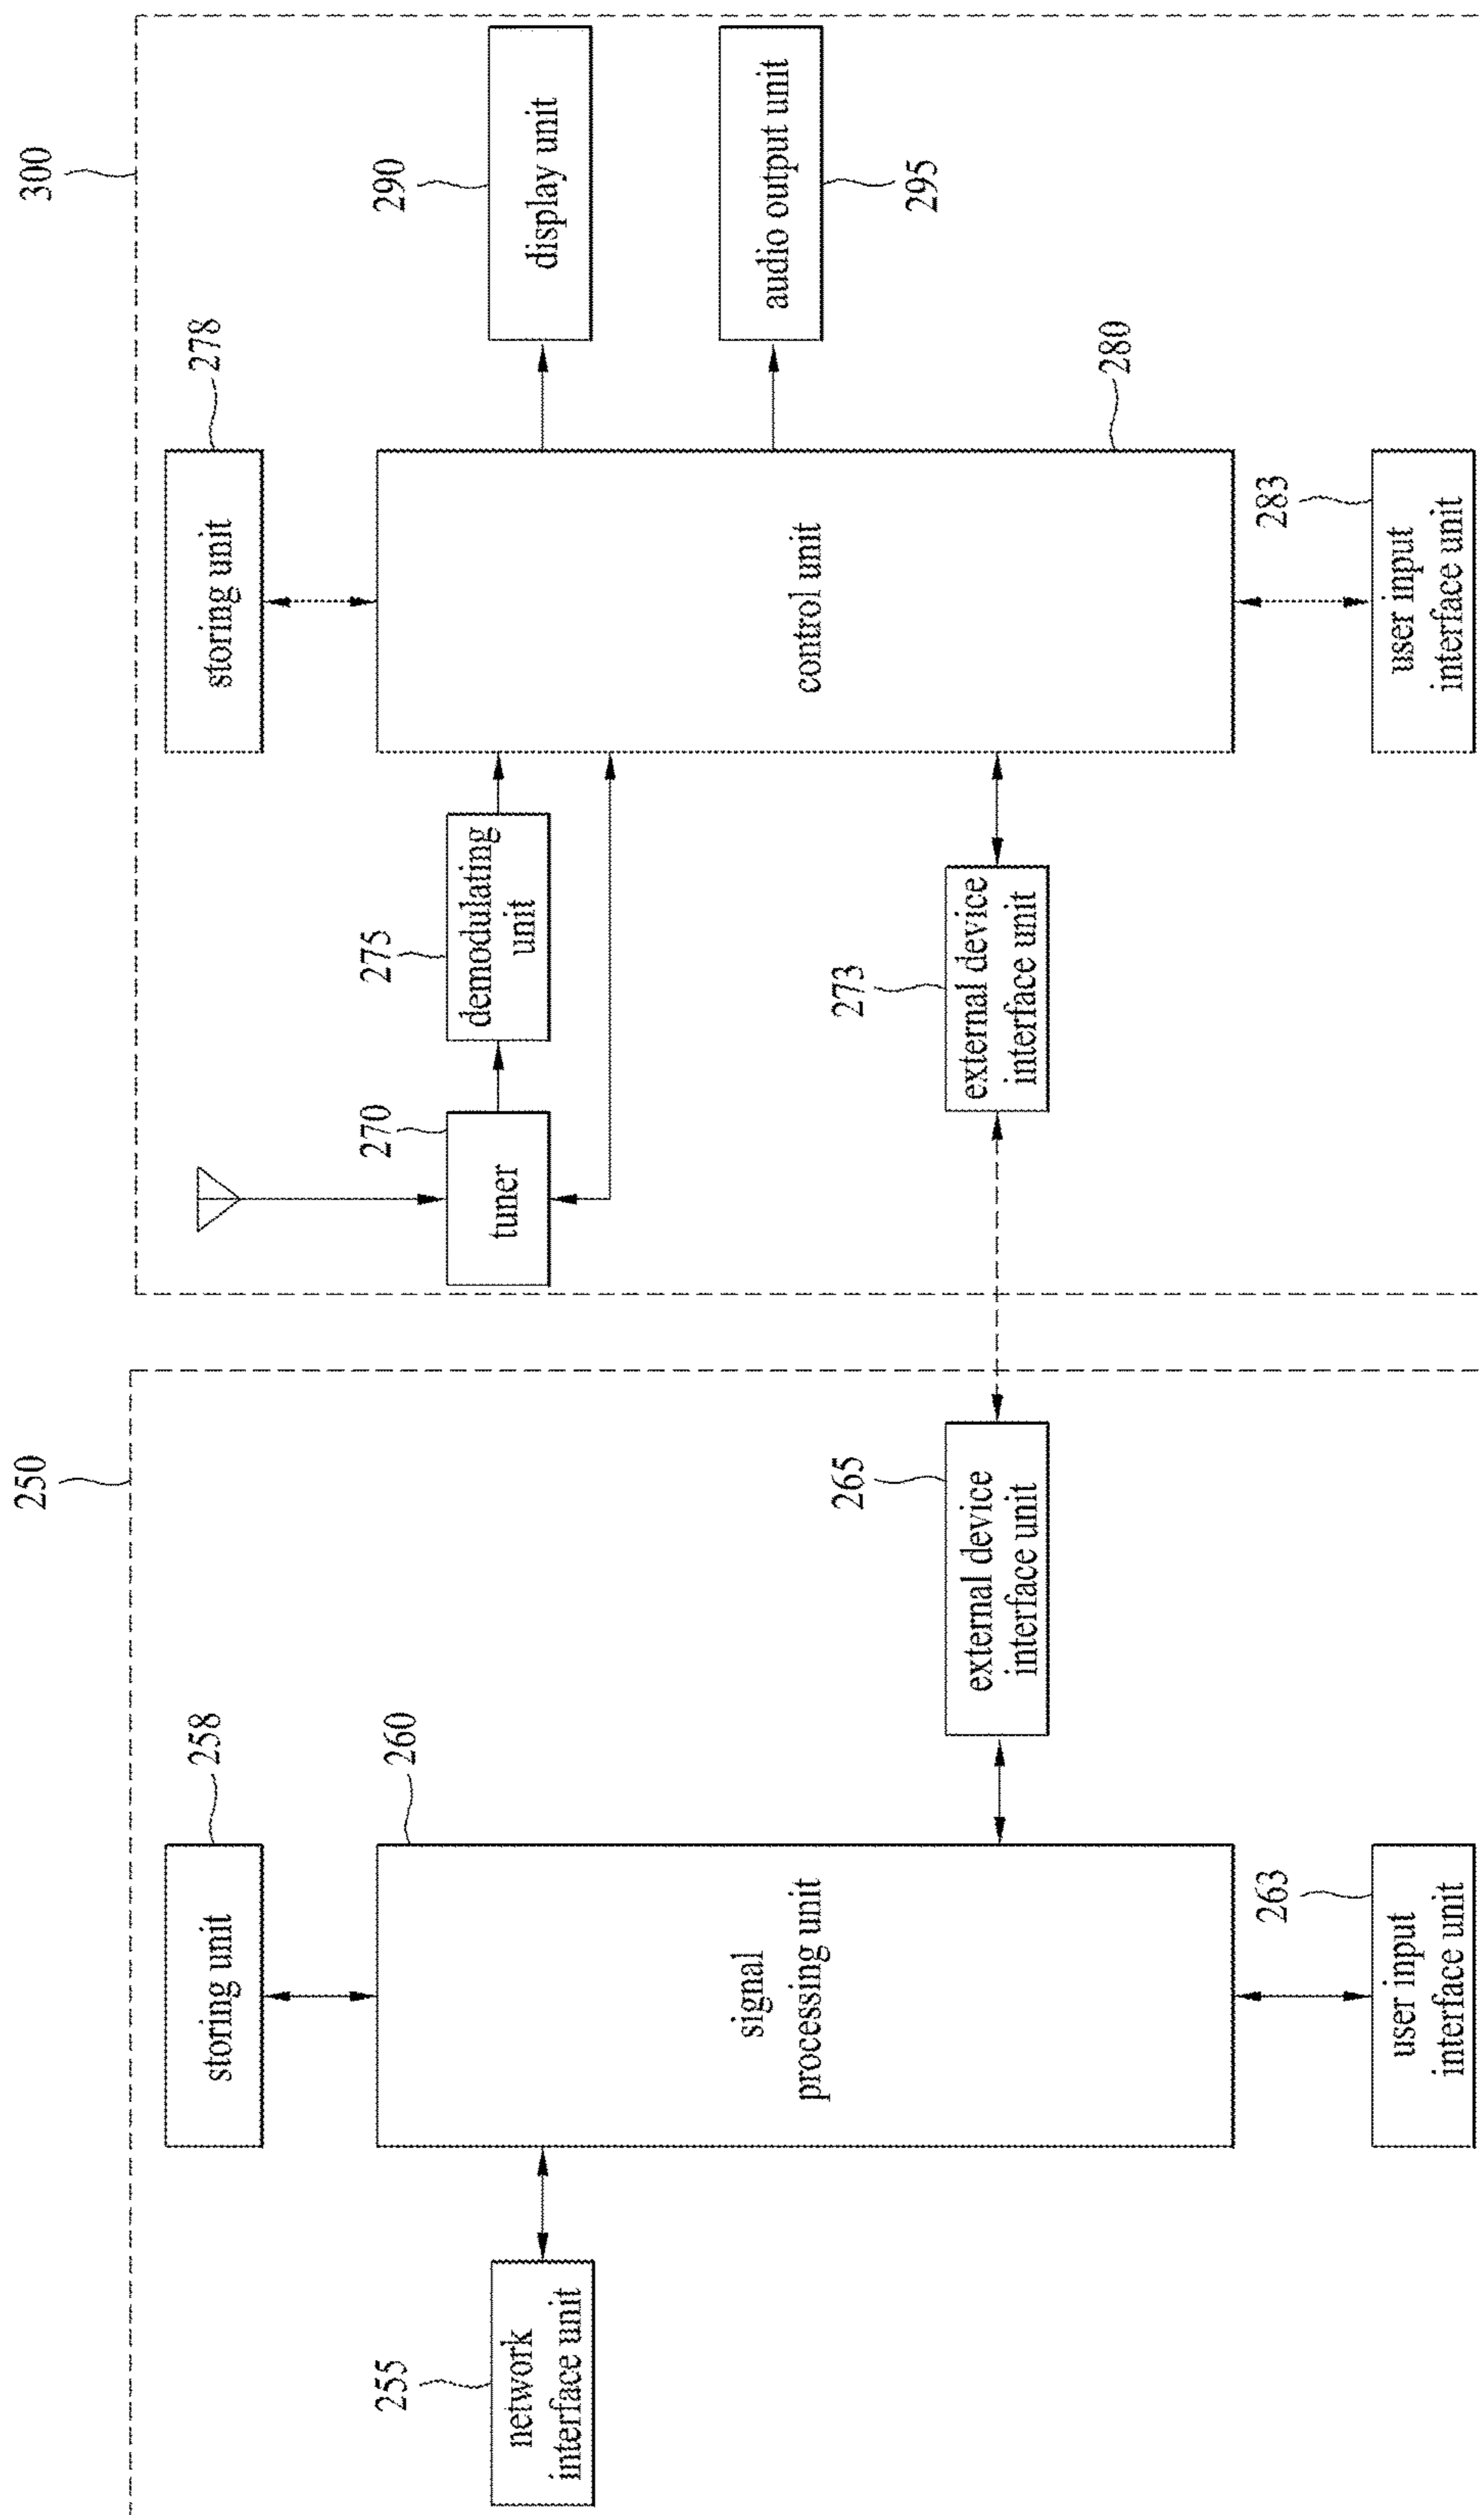 250
258
storing unit
260
signal
processing unit
255
network
interface unit
265
external device
interface unit
263
user input
interface unit
300
278
storing unit
270
tuner
275
demodulating
unit
290
display unit
audio output unit
295
control unit
280
273
external device
interface unit
283
user input
interface unit